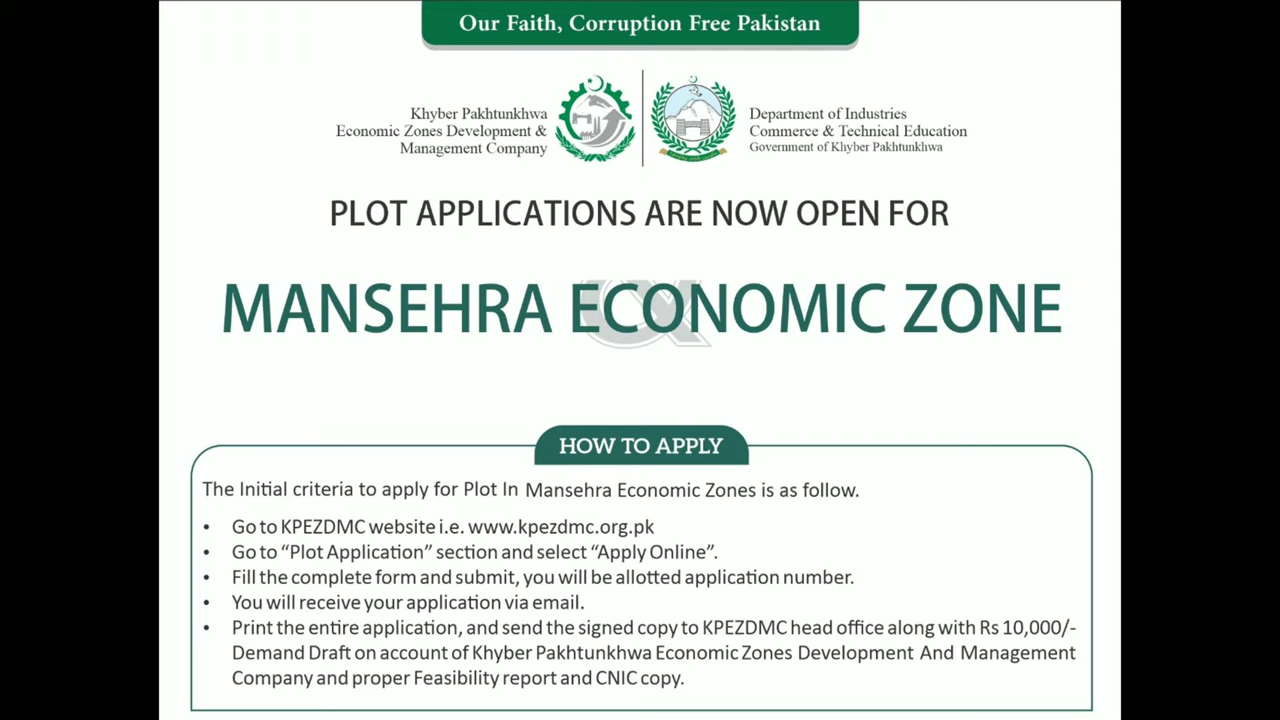 Our Faith, Corruption Free Pakistan
Khyber Pakhtunkhwa
Economic Zones Development &
Management Company
Department of Industries
Commerce & Technical Education
Government of Khyber Pakhtunkhwa
PLOT APPLICATIONS ARE NOW OPEN FOR
MANSEHRA ECONOMIC ZONE
HOW TO APPLY
The Initial criteria to apply for Plot In Mansehra Economic Zones is as follow.
• Go to KPEZDMC website i.e. www.kpezdmc.org.pk
• Go to “Plot Application” section and select “Apply Online”.
• Fill the complete form and submit, you will be allotted application number.
• You will receive your application via email.
• Print the entire application, and send the signed copy to KPEZDMC head office along with Rs 10,000/-
Demand Draft on account of Khyber Pakhtunkhwa Economic Zones Development And Management
Company and proper Feasibility report and CNIC copy.